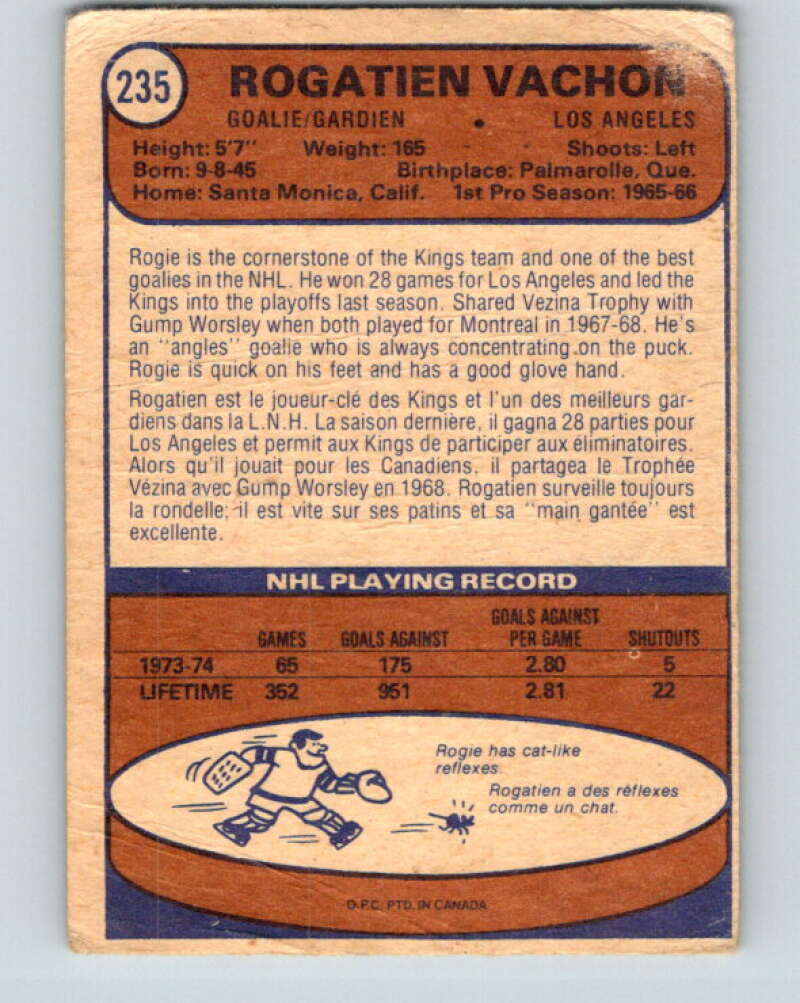 235
ROGATIEN VACHON
GOALIE/GARDIEN • LOS ANGELES
Height: 5'7" Weight: 165 Shoots: Left
Born: 9-8-45 Birthplace: Palmarolle, Que.
Home: Santa Monica, Calif. 1st Pro Season: 1965-66
Rogie is the cornerstone of the Kings team and one of the best
goalies in the NHL. He won 28 games for Los Angeles and led the
Kings into the playoffs last season. Shared Vezina Trophy with
Gump Worsley when both played for Montreal in 1967-68. He's
an "angles" goalie who is always concentrating on the puck.
Rogie is quick on his feet and has a good glove hand.
Rogatien est le joueur-clé des Kings et l'un des meilleurs gar-
diens dans la L.N.H. La saison dernière, il gagna 28 parties pour
Los Angeles et permit aux Kings de participer aux éliminatoires.
Alors qu'il jouait pour les Canadiens, il partagea le Trophée
Vézina avec Gump Worsley en 1968. Rogatien surveille toujours
la rondelle; il est vite sur ses patins et sa "main gantée" est
excellente.
NHL PLAYING RECORD
GAMES GOALS AGAINST GOALS AGAINST PER GAME SHUTOUTS
1973-74 65 175 2.80 5
LIFETIME 352 951 2.81 22
Rogie has cat-like
reflexes.
Rogatien a des réflexes
comme un chat.
O.P.C. PTD. IN CANADA